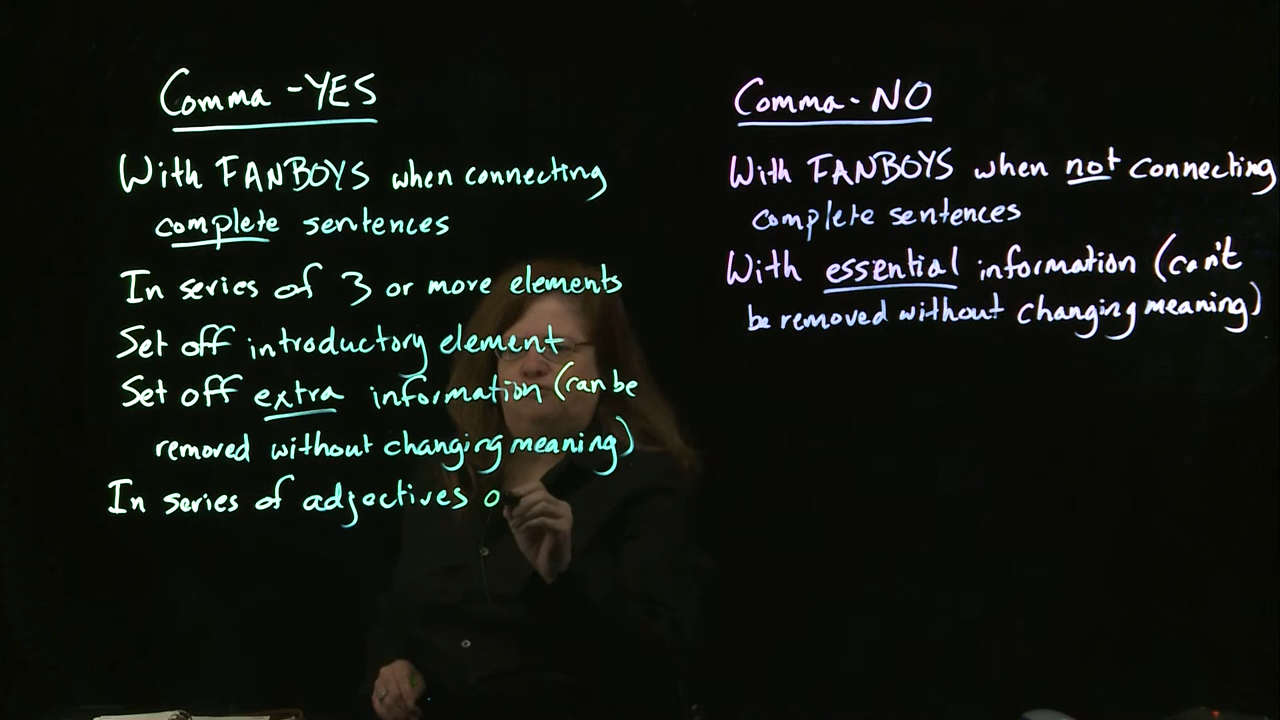 Comma - YES
With FANBOYS when connecting
complete sentences
In series of 3 or more elements
Set off introductory element
Set off extra information (can be
removed without changing meaning)
In series of adjectives o
Comma - NO
With FANBOYS when not connecting
complete sentences
With essential information (can't
be removed without changing meaning)